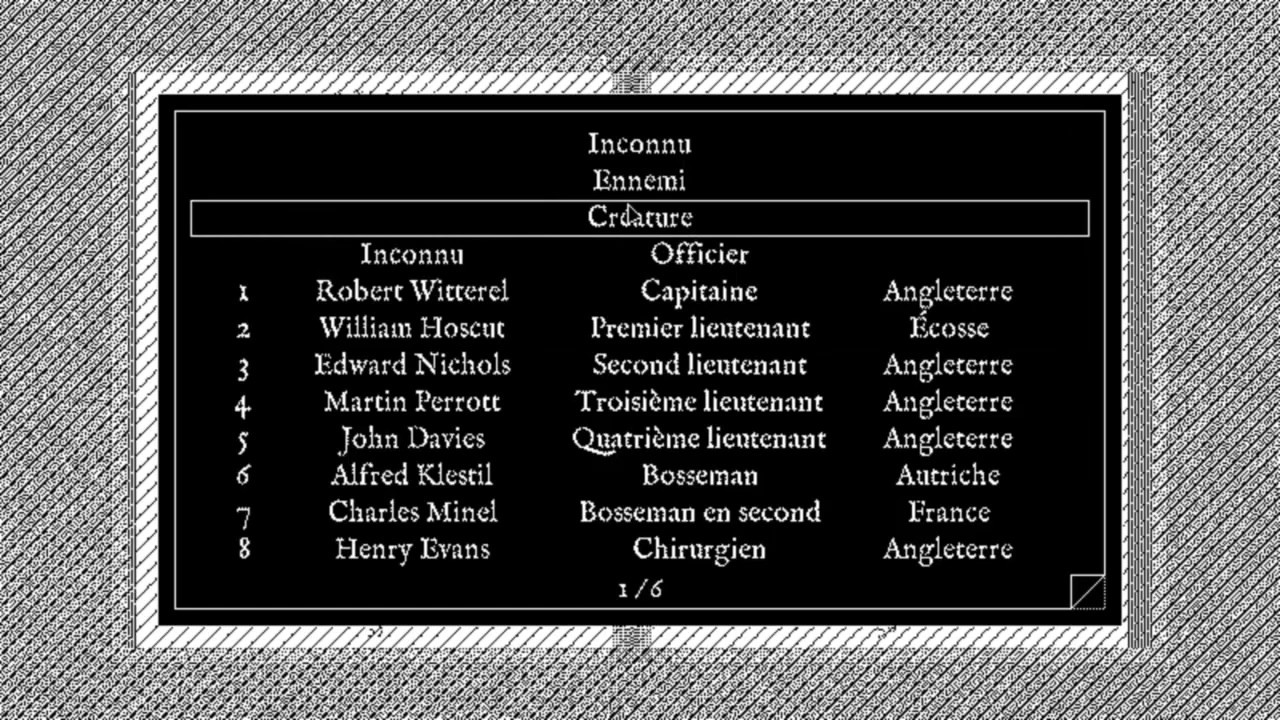 Inconnu
Ennemi
Créature
Inconnu Officier
1 Robert Witterel Capitaine Angleterre
2 William Hoscut Premier lieutenant Écosse
3 Edward Nichols Second lieutenant Angleterre
4 Martin Perrott Troisième lieutenant Angleterre
5 John Davies Quatrième lieutenant Angleterre
6 Alfred Klestil Bosseman Autriche
7 Charles Minel Bosseman en second France
8 Henry Evans Chirurgien Angleterre
1/6